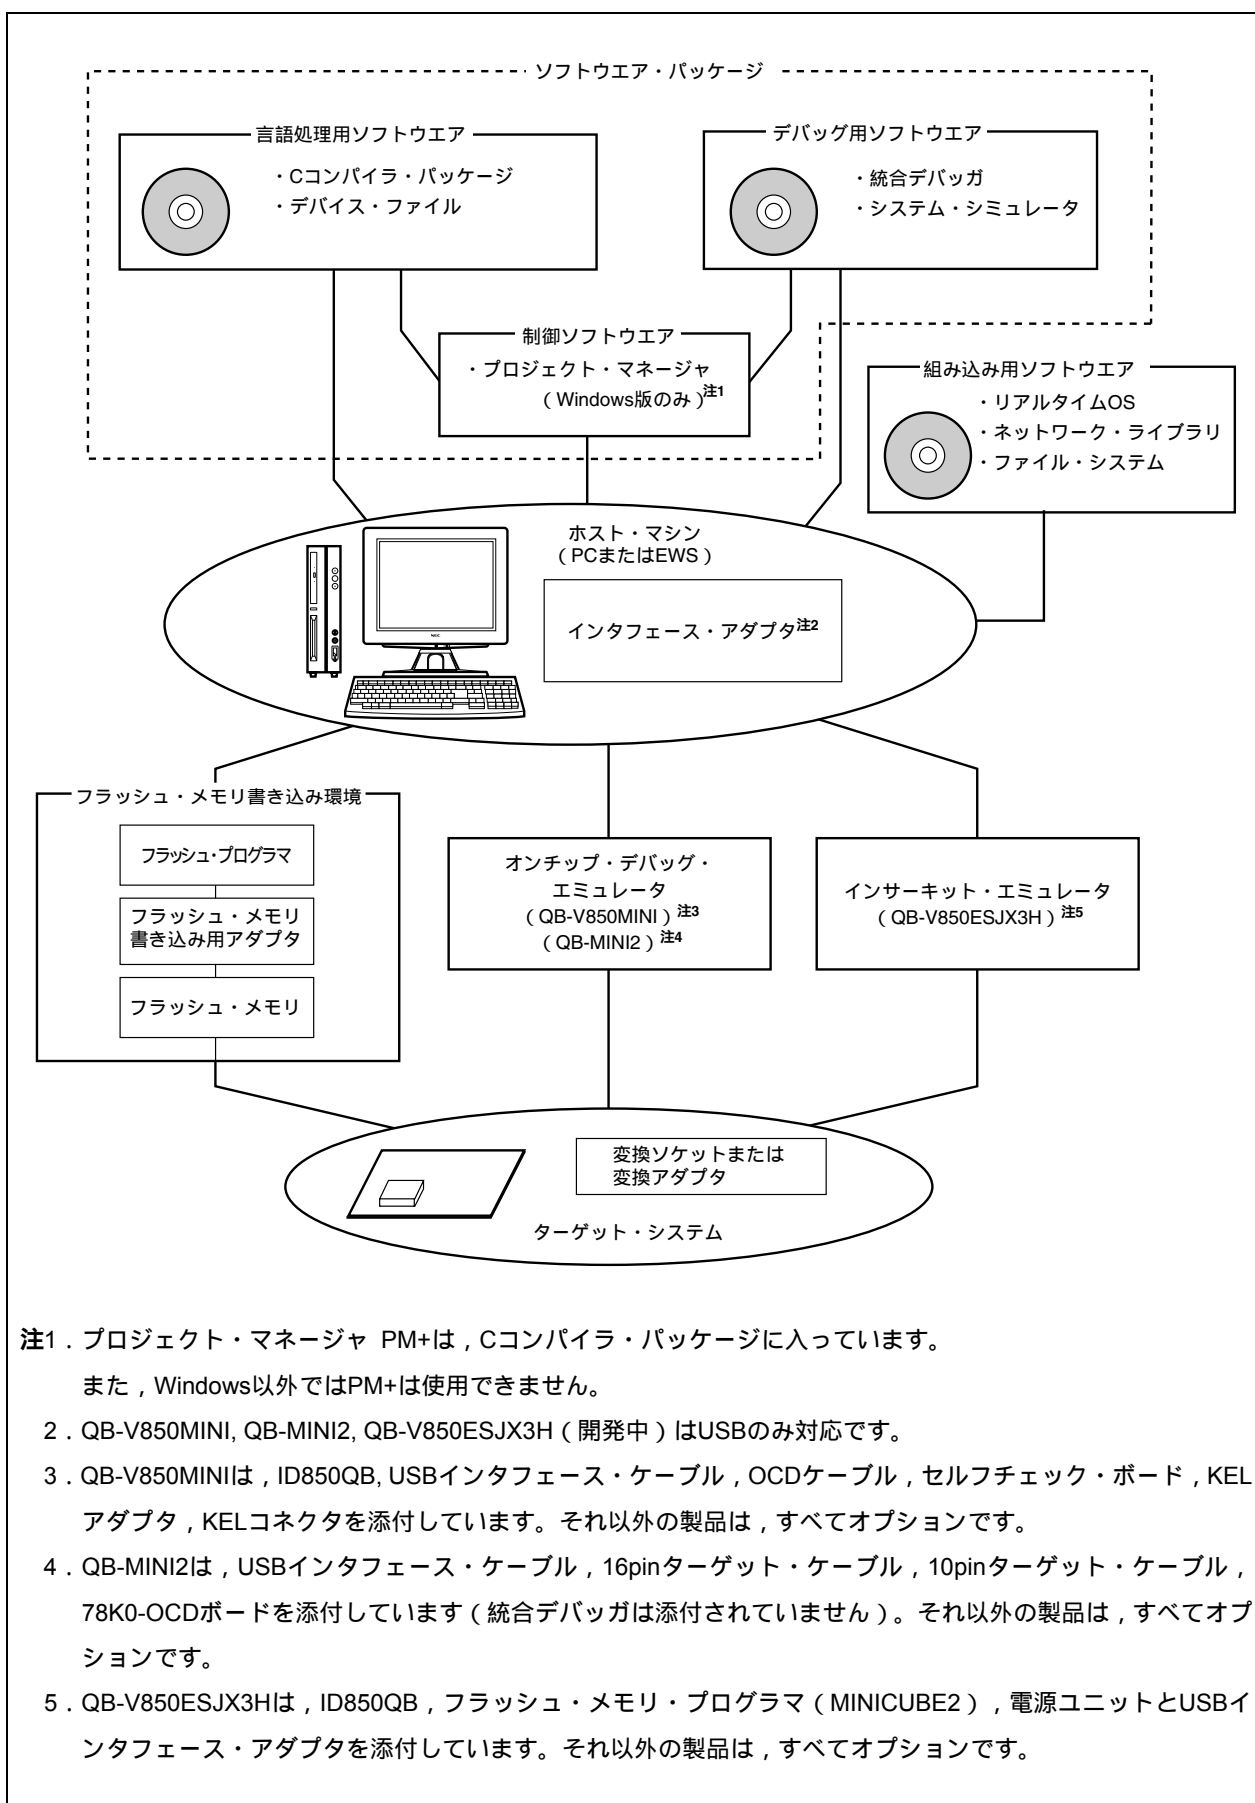 ソフトウエア・パッケージ
言語処理用ソフトウエア
・Cコンパイラ・パッケージ
・デバイス・ファイル
デバッグ用ソフトウエア
・統合デバッガ
・システム・シミュレータ
制御ソフトウエア
・プロジェクト・マネージャ
（Windows版のみ）注1
組み込み用ソフトウエア
・リアルタイムOS
・ネットワーク・ライブラリ
・ファイル・システム
ホスト・マシン
（PCまたはEWS）
インタフェース・アダプタ注2
NEC
フラッシュ・メモリ書き込み環境
フラッシュ・プログラマ
フラッシュ・メモリ
書き込み用アダプタ
フラッシュ・メモリ
オンチップ・デバッグ・
エミュレータ
（QB-V850MINI）注3
（QB-MINI2）注4
インサーキット・エミュレータ
（QB-V850ESJX3H）注5
変換ソケットまたは
変換アダプタ
ターゲット・システム
注1．プロジェクト・マネージャ PM+は，Cコンパイラ・パッケージに入っています。
また，Windows以外ではPM+は使用できません。
2．QB-V850MINI, QB-MINI2, QB-V850ESJX3H（開発中）はUSBのみ対応です。
3．QB-V850MINIは，ID850QB, USBインタフェース・ケーブル，OCDケーブル，セルフチェック・ボード，KEL
アダプタ，KELコネクタを添付しています。それ以外の製品は，すべてオプションです。
4．QB-MINI2は，USBインタフェース・ケーブル，16pinターゲット・ケーブル，10pinターゲット・ケーブル，
78K0-OCDボードを添付しています（統合デバッガは添付されていません）。それ以外の製品は，すべてオプ
ションです。
5．QB-V850ESJX3Hは，ID850QB，フラッシュ・メモリ・プログラマ（MINICUBE2），電源ユニットとUSBイ
ンタフェース・アダプタを添付しています。それ以外の製品は，すべてオプションです。